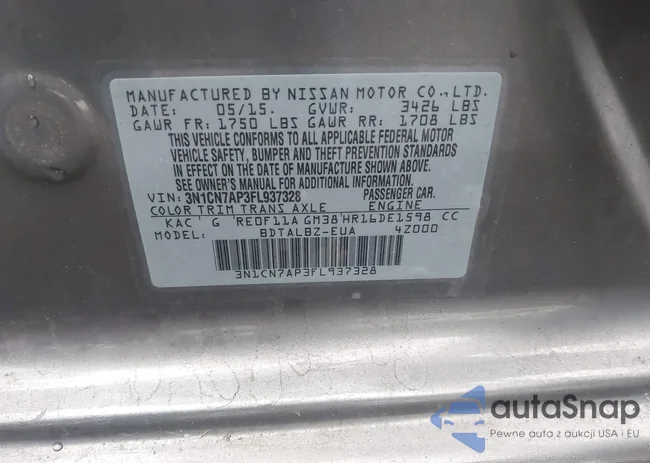 MANUFACTURED BY NISSAN MOTOR CO.,LTD.
DATE: 05/15. GVWR: 3426 LBS
GAWR FR: 1750 LBS GAWR RR: 1708 LBS
THIS VEHICLE CONFORMS TO ALL APPLICABLE FEDERAL MOTOR
VEHICLE SAFETY, BUMPER AND THEFT PREVENTION STANDARDS
IN EFFECT ON THE DATE OF MANUFACTURE SHOWN ABOVE.
SEE OWNER'S MANUAL FOR ADDITIONAL INFORMATION
VIN: 3N1CN7AP3FL937328 PASSENGER CAR.
COLOR TRIM TRANS AXLE ENGINE
KAC G RE0F11A GM38 HR16DE1598 CC
MODEL: BDTALBZ-EUA 4Z000
3N1CN7AP3FL937328
autaSnap
Pewne auta z aukcji USA i EU